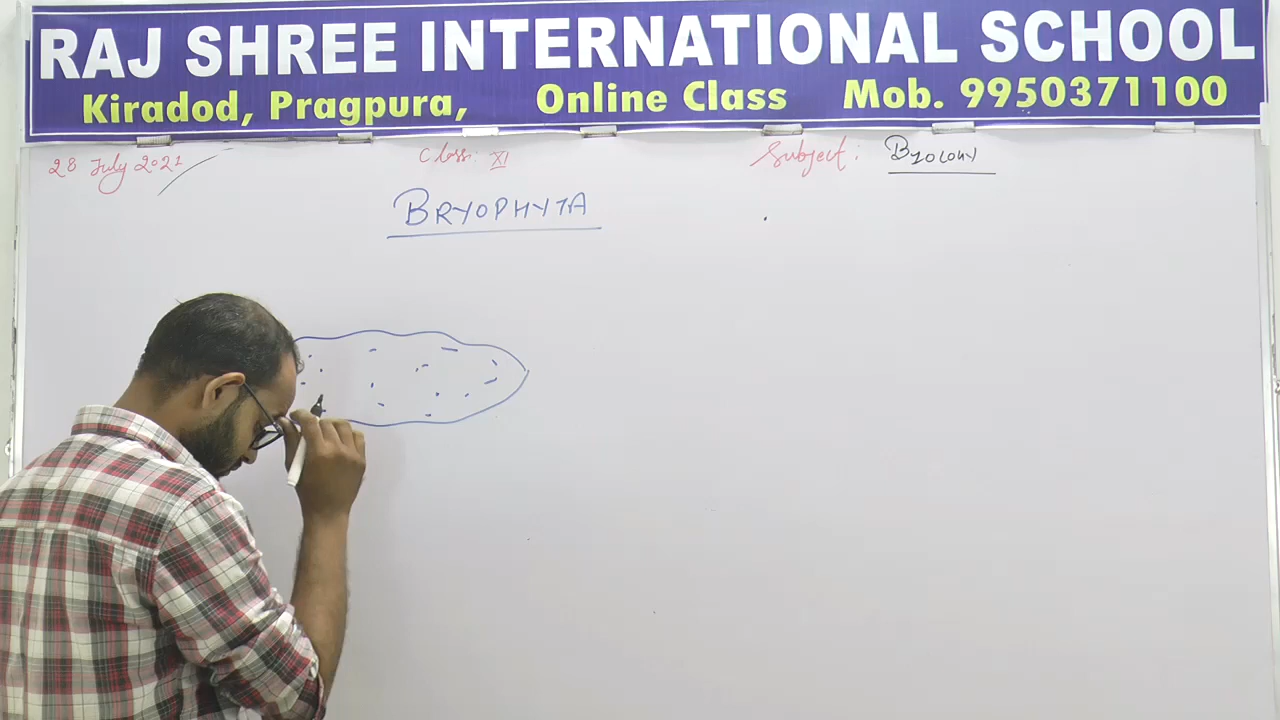 RAJ SHREE INTERNATIONAL SCHOOL
Kiradod, Pragpura, Online Class Mob. 9950371100
28 July 2021 Class: XI Subject: BIOLOGY
BRYOPHYTA